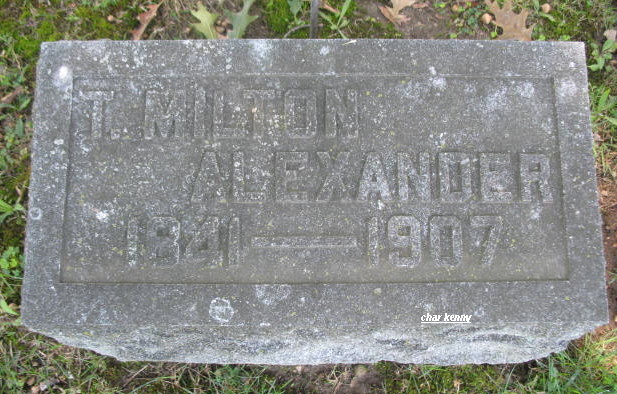 T. MILTON
ALEXANDER
1841 — 1907
char kenny